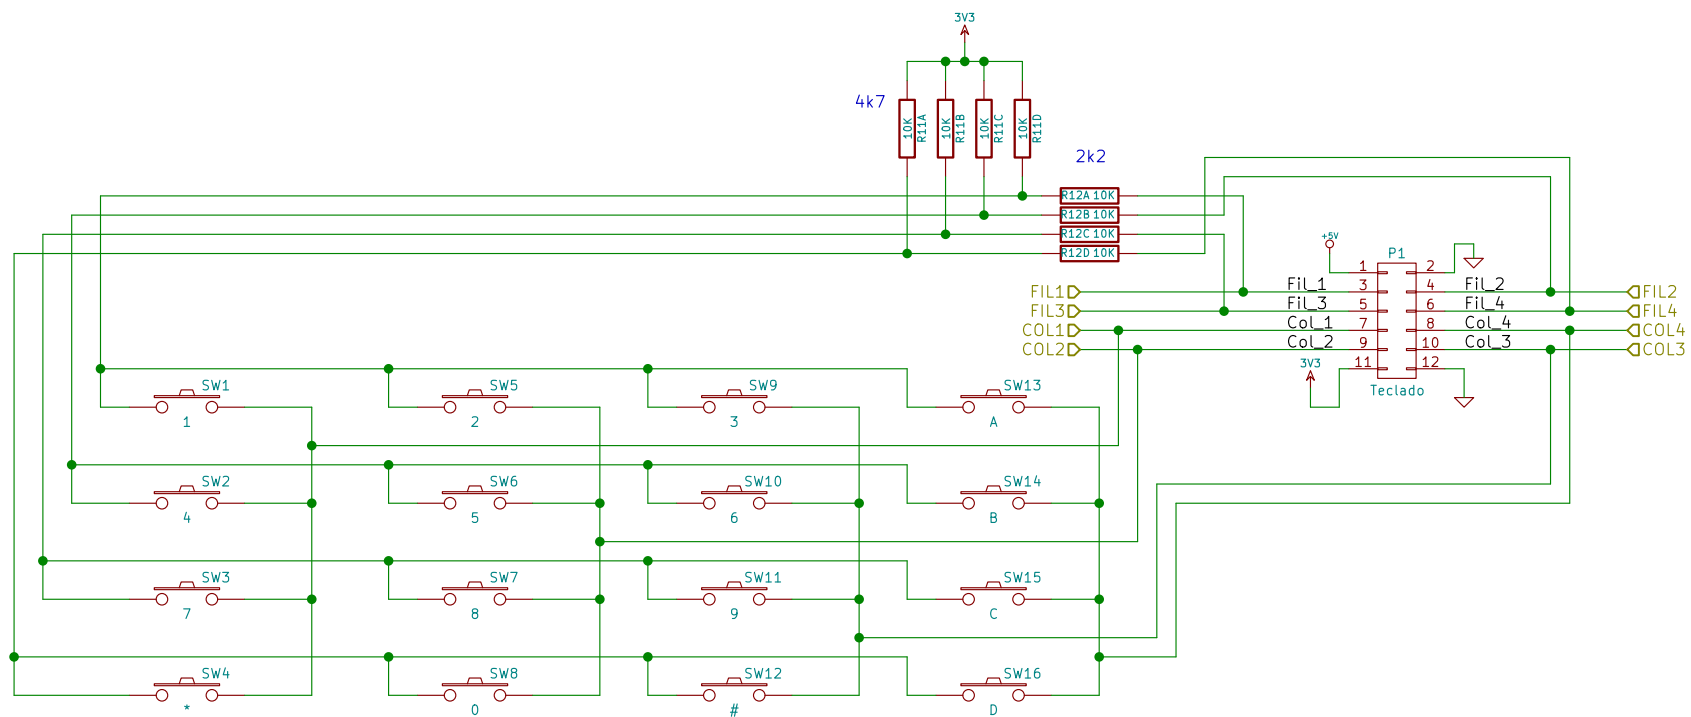 3V3
4k7
10K R11A
10K R11B
10K R11C
10K R11D
2k2
R12A 10K
R12B 10K
R12C 10K
R12D 10K
+5V
P1
1 2
FIL1 Fil_1 3 4 Fil_2 FIL2
FIL3 Fil_3 5 6 Fil_4 FIL4
COL1 Col_1 7 8 Col_4 COL4
COL2 Col_2 9 10 Col_3 COL3
3V3 11 12
Teclado
SW1 SW5 SW9 SW13
1 2 3 A
SW2 SW6 SW10 SW14
4 5 6 B
SW3 SW7 SW11 SW15
7 8 9 C
SW4 SW8 SW12 SW16
* 0 # D